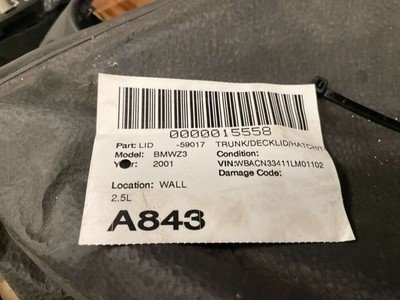 0000015558
Part: LID -59017 TRUNK/DECKLID/HATCH/
Model: BMWZ3 Condition:
Year: 2001 VIN:WBACN33411LM01102
Damage Code:
Location: WALL
2.5L
A843